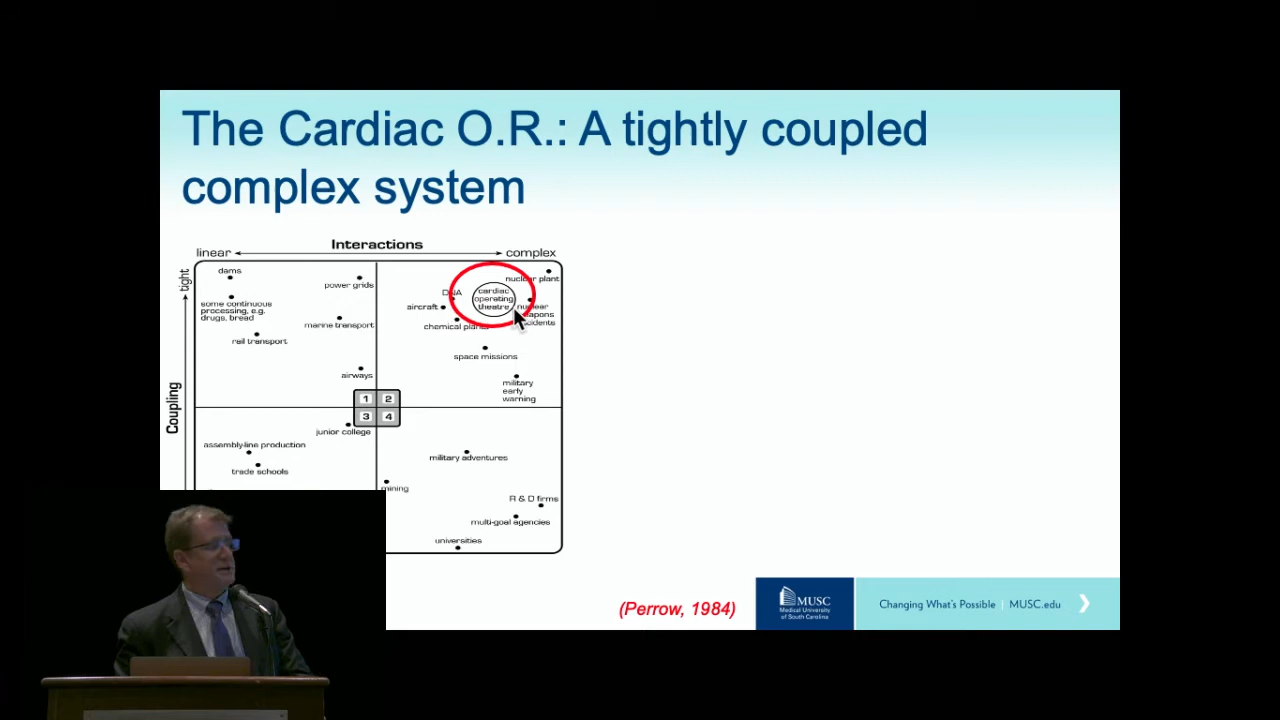 The Cardiac O.R.: A tightly coupled
complex system
Interactions
linear
complex
tight
Coupling
dams
power grids
some continuous
processing, e.g.
drugs, bread
marine transport
rail transport
airways
nuclear plant
DNA
cardiac
operating
theatre
aircraft
nuclear
chemical
space missions
military
early
warning
1 2
3 4
junior college
assembly-line production
trade schools
military adventures
mining
R & D firms
multi-goal agencies
universities
(Perrow, 1984)
MUSC
Medical University
of South Carolina
Changing What's Possible | MUSC.edu